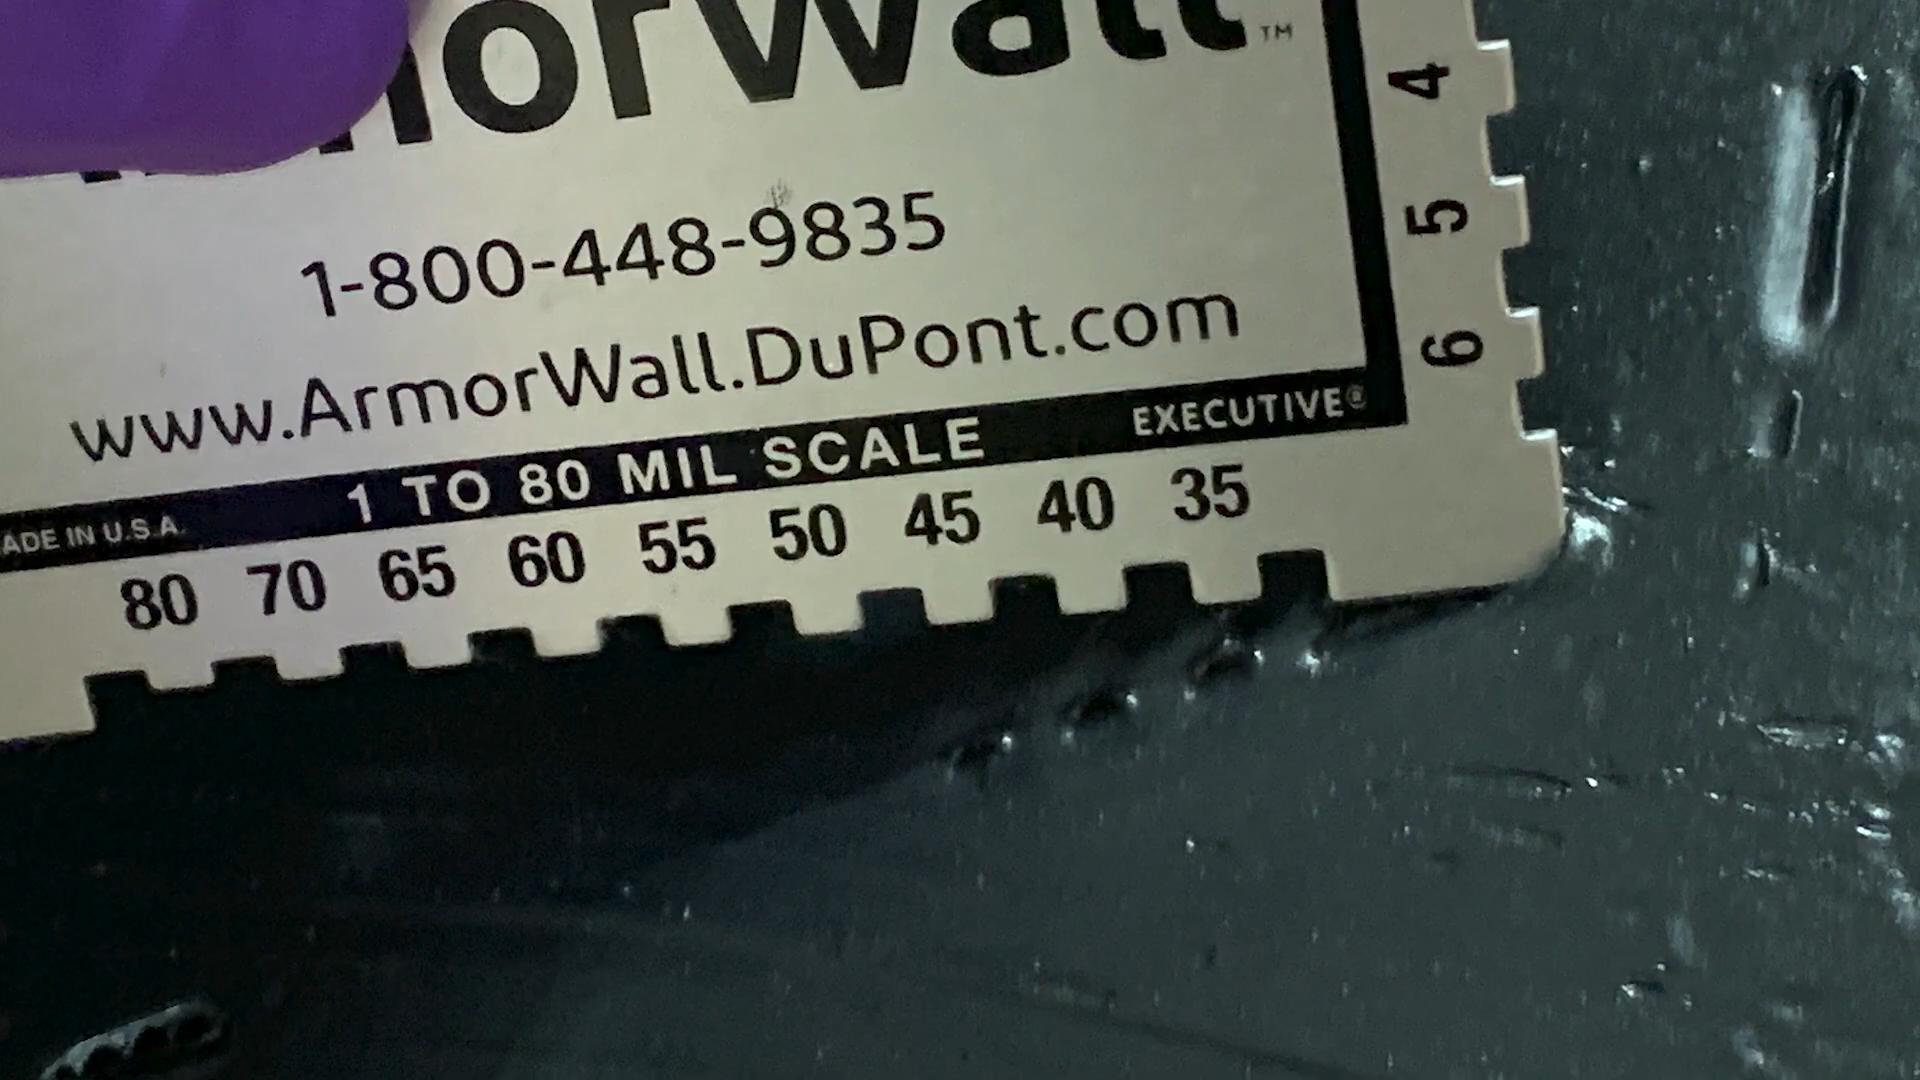 orWall™
1-800-448-9835
www.ArmorWall.DuPont.com
ADE IN U.S.A. 1 TO 80 MIL SCALE EXECUTIVE®
80 70 65 60 55 50 45 40 35
4
5
6